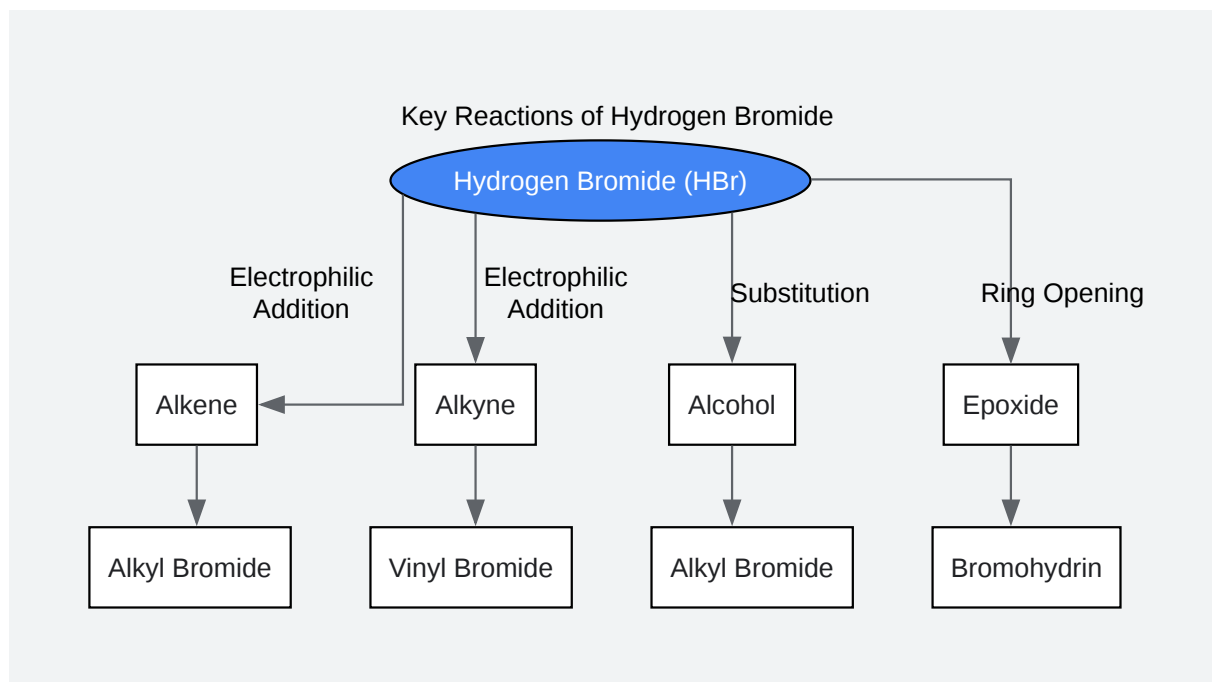 Key Reactions of Hydrogen Bromide
Hydrogen Bromide (HBr)
Electrophilic
Addition
Electrophilic
Addition
Substitution
Ring Opening
Alkene
Alkyne
Alcohol
Epoxide
Alkyl Bromide
Vinyl Bromide
Alkyl Bromide
Bromohydrin